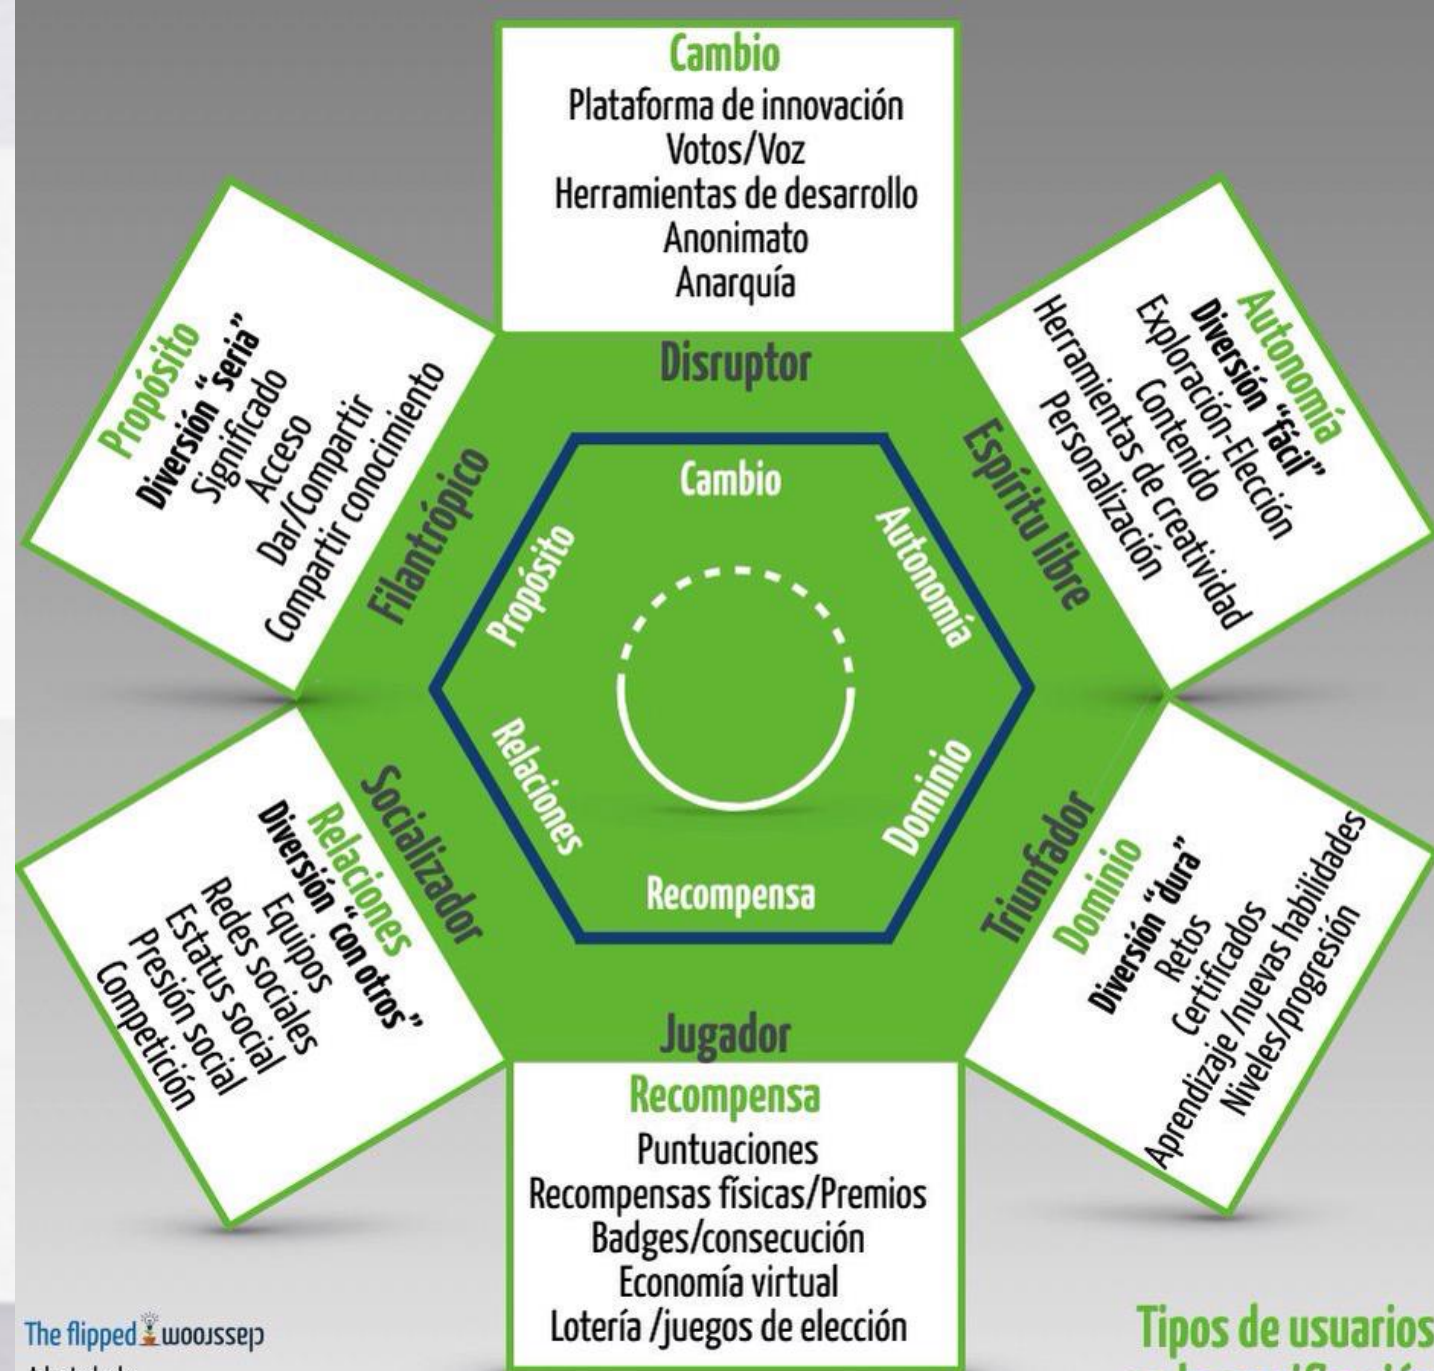 Cambio
Plataforma de innovación
Votos/Voz
Herramientas de desarrollo
Anonimato
Anarquía
Disruptor
Propósito
Diversión "seria"
Significado
Acceso
Dar/Compartir
Compartir conocimiento
Filantrópico
Autonomía
Diversión "fácil"
Exploración-Elección
Contenido
Herramientas de creatividad
Personalización
Espíritu libre
Cambio
Propósito
Autonomía
Relaciones
Dominio
Recompensa
Socializador
Relaciones
Diversión "con otros"
Equipos
Redes sociales
Estatus social
Presión social
Competición
Triunfador
Dominio
Diversión "dura"
Retos
Certificados
Aprendizaje /nuevas habilidades
Niveles/progresión
Jugador
Recompensa
Puntuaciones
Recompensas físicas/Premios
Badges/consecución
Economía virtual
Lotería /juegos de elección
The flipped classroom
Tipos de usuarios